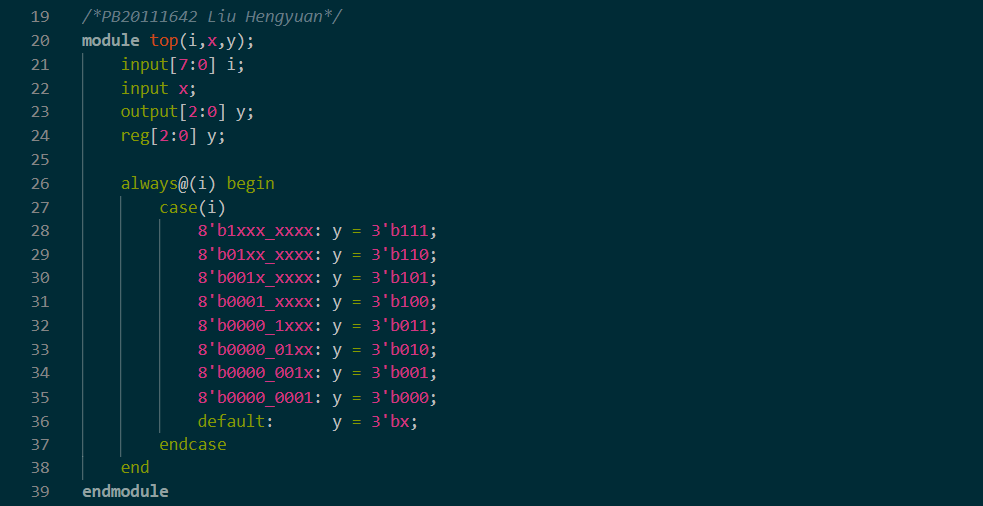 19 /*PB20111642 Liu Hengyuan*/
20 module top(i,x,y);
21     input[7:0] i;
22     input x;
23     output[2:0] y;
24     reg[2:0] y;
25
26     always@(i) begin
27         case(i)
28             8'b1xxx_xxxx: y = 3'b111;
29             8'b01xx_xxxx: y = 3'b110;
30             8'b001x_xxxx: y = 3'b101;
31             8'b0001_xxxx: y = 3'b100;
32             8'b0000_1xxx: y = 3'b011;
33             8'b0000_01xx: y = 3'b010;
34             8'b0000_001x: y = 3'b001;
35             8'b0000_0001: y = 3'b000;
36             default:      y = 3'bx;
37         endcase
38     end
39 endmodule